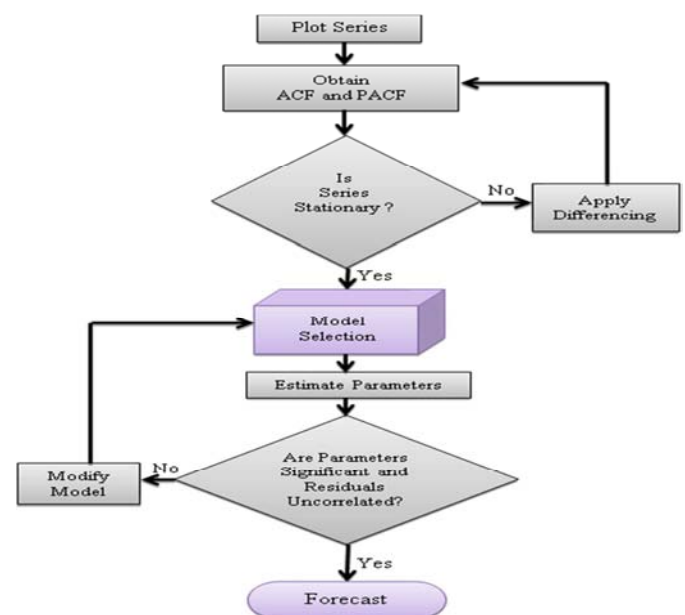 Plot Series
Obtain
ACF and PACF
Is
Series
Stationary ?
No
Apply
Differencing
Yes
Model
Selection
Estimate Parameters
Are Parameters
Significant and
Residuals
Uncorrelated?
No
Modify
Model
Yes
Forecast